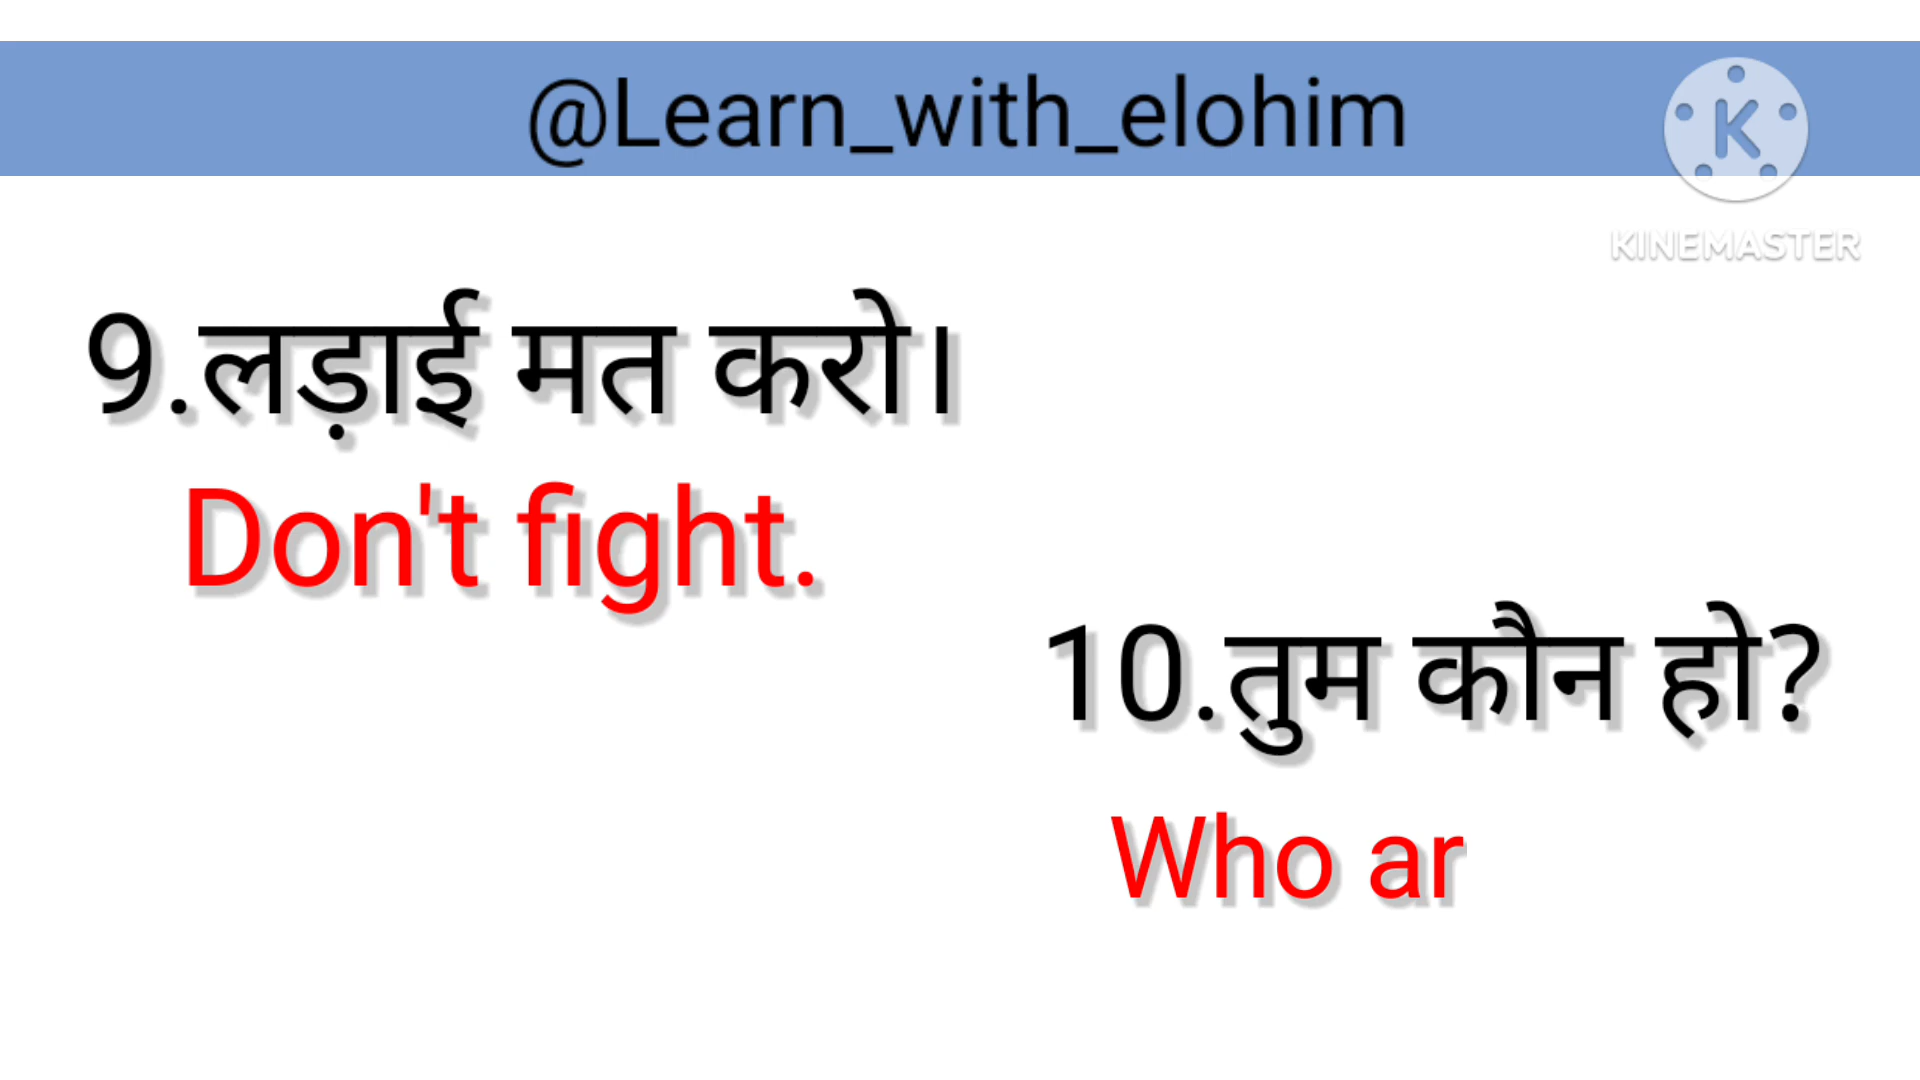 @Learn_with_elohim
KINEMASTER
9.लड़ाई मत करो।
Don't fight.
10.तुम कौन हो?
Who ar